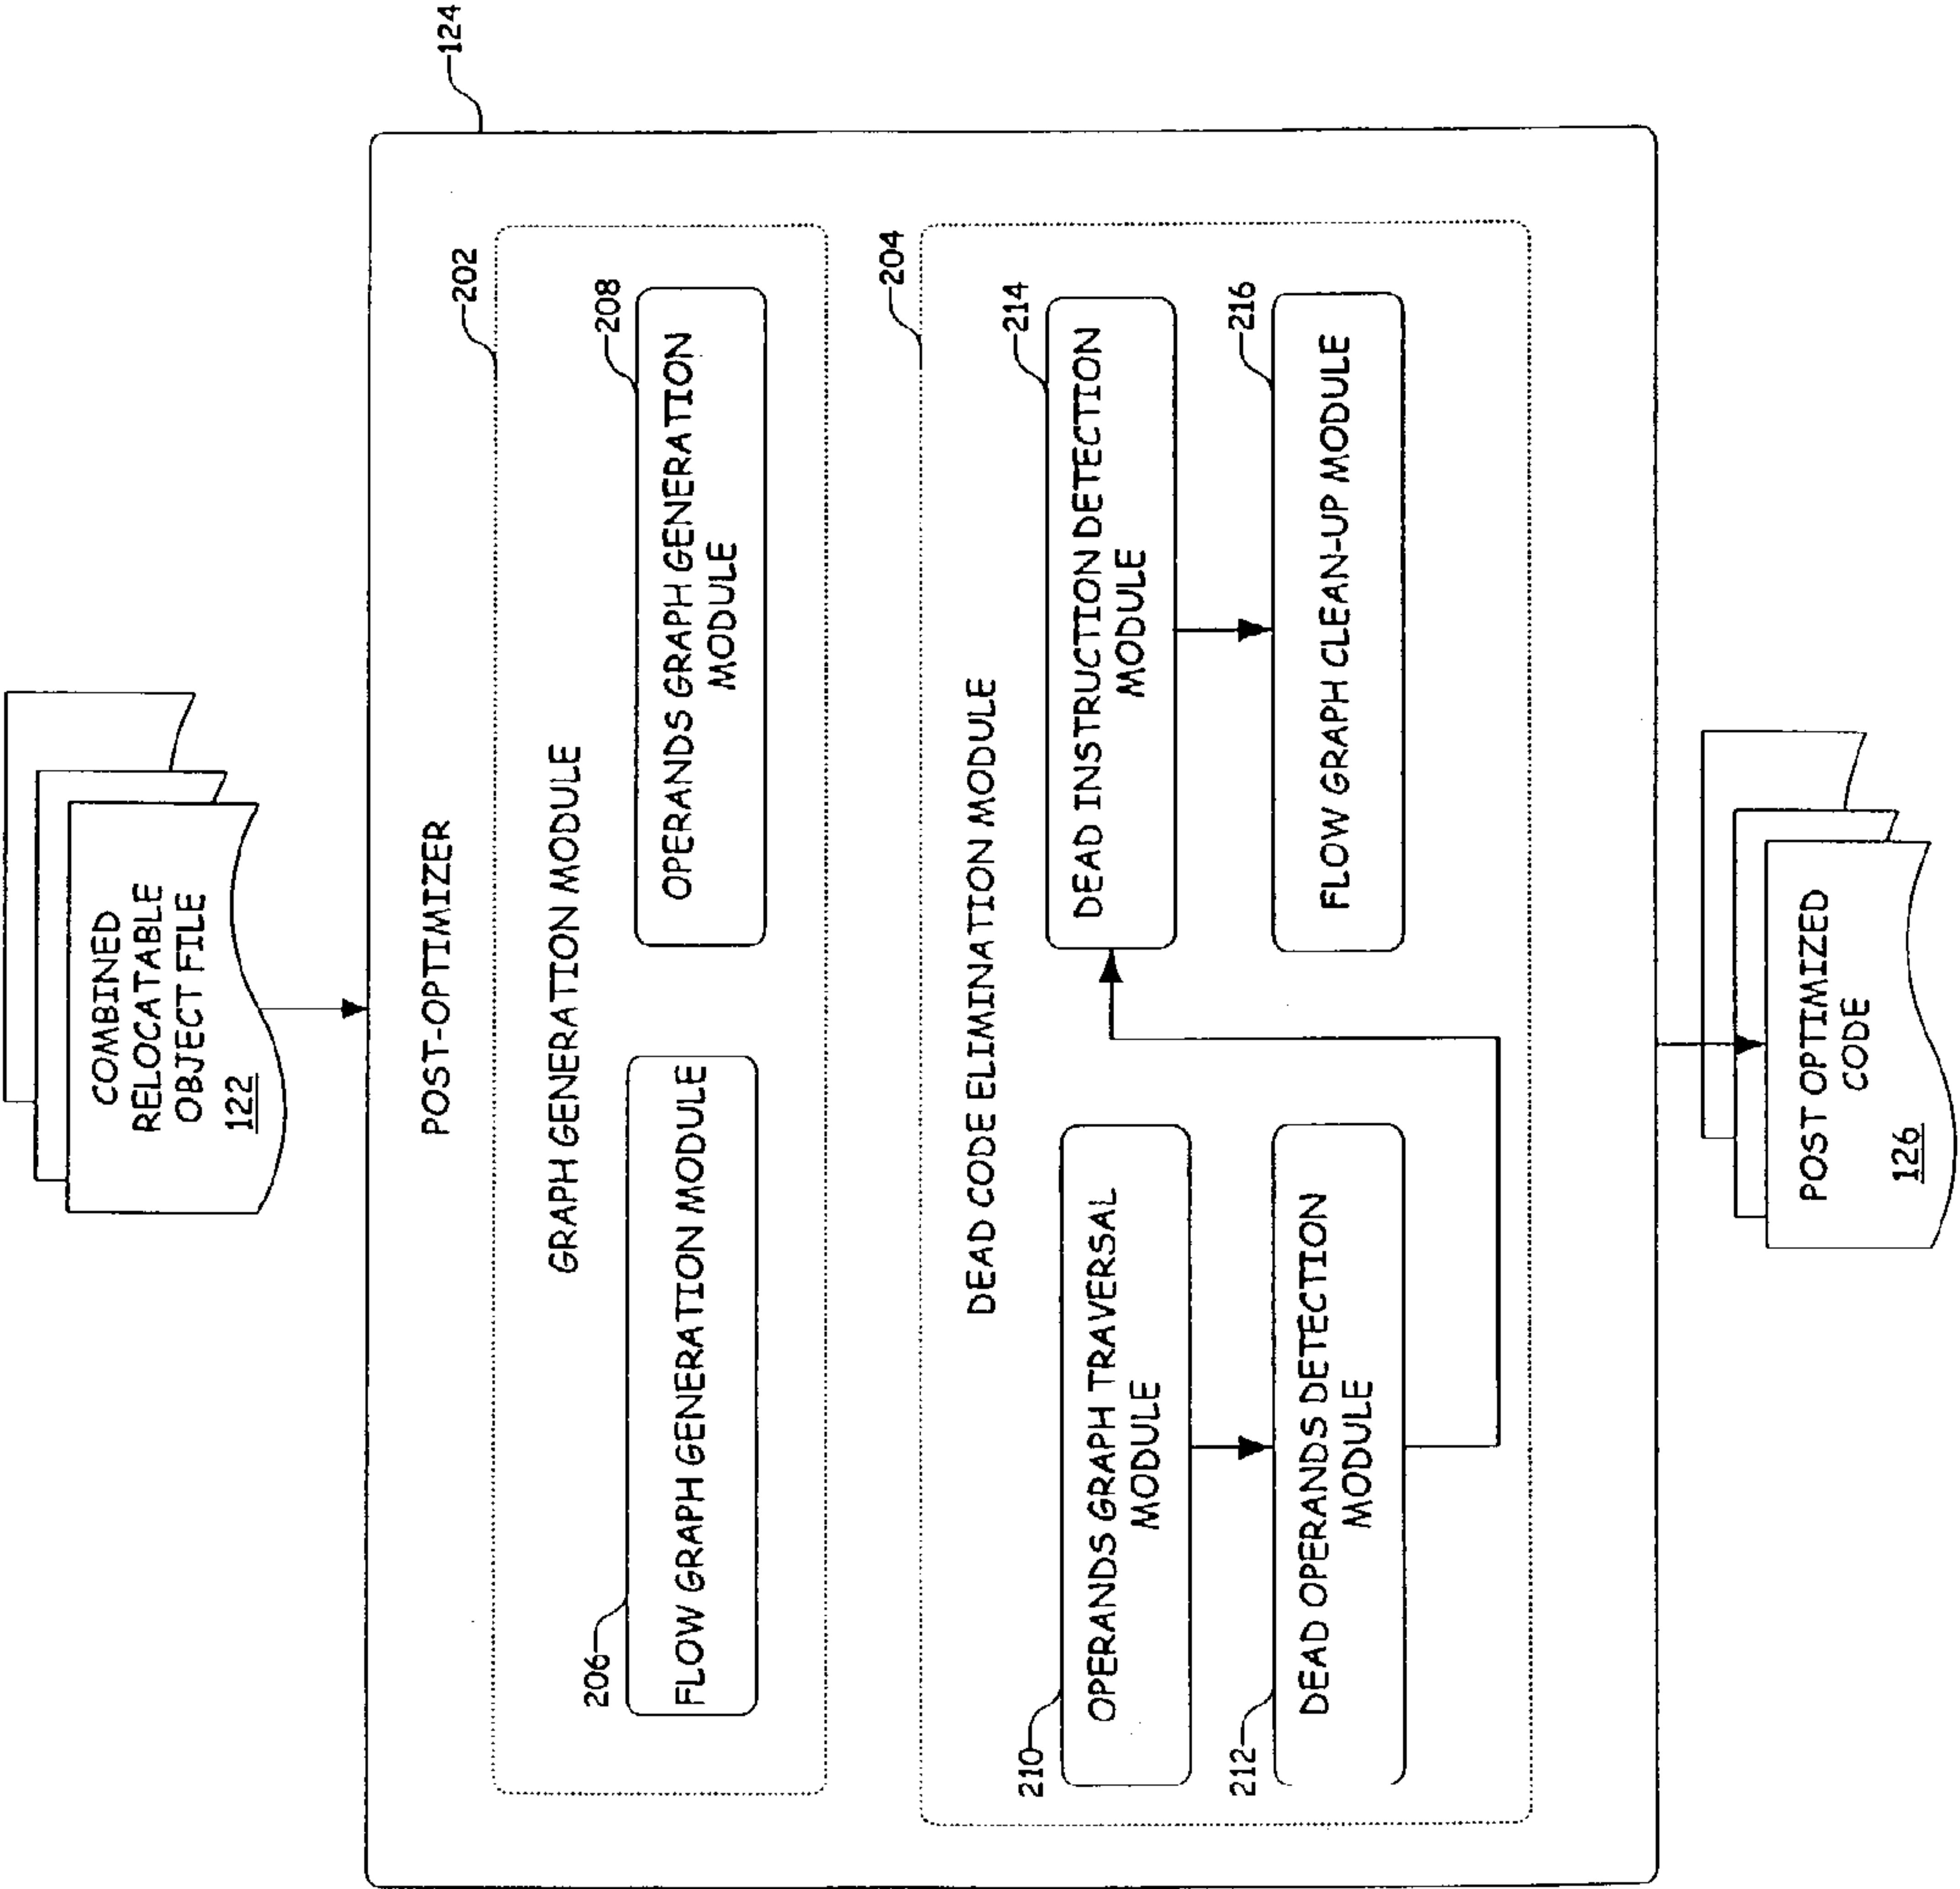 COMBINED
RELOCATABLE
OBJECT FILE
122
124
POST-OPTIMIZER
202
GRAPH GENERATION MODULE
206
FLOW GRAPH GENERATION MODULE
208
OPERANDS GRAPH GENERATION
MODULE
204
DEAD CODE ELIMINATION MODULE
210
OPERANDS GRAPH TRAVERSAL
MODULE
212
DEAD OPERANDS DETECTION
MODULE
214
DEAD INSTRUCTION DETECTION
MODULE
216
FLOW GRAPH CLEAN-UP MODULE
POST OPTIMIZED
CODE
126